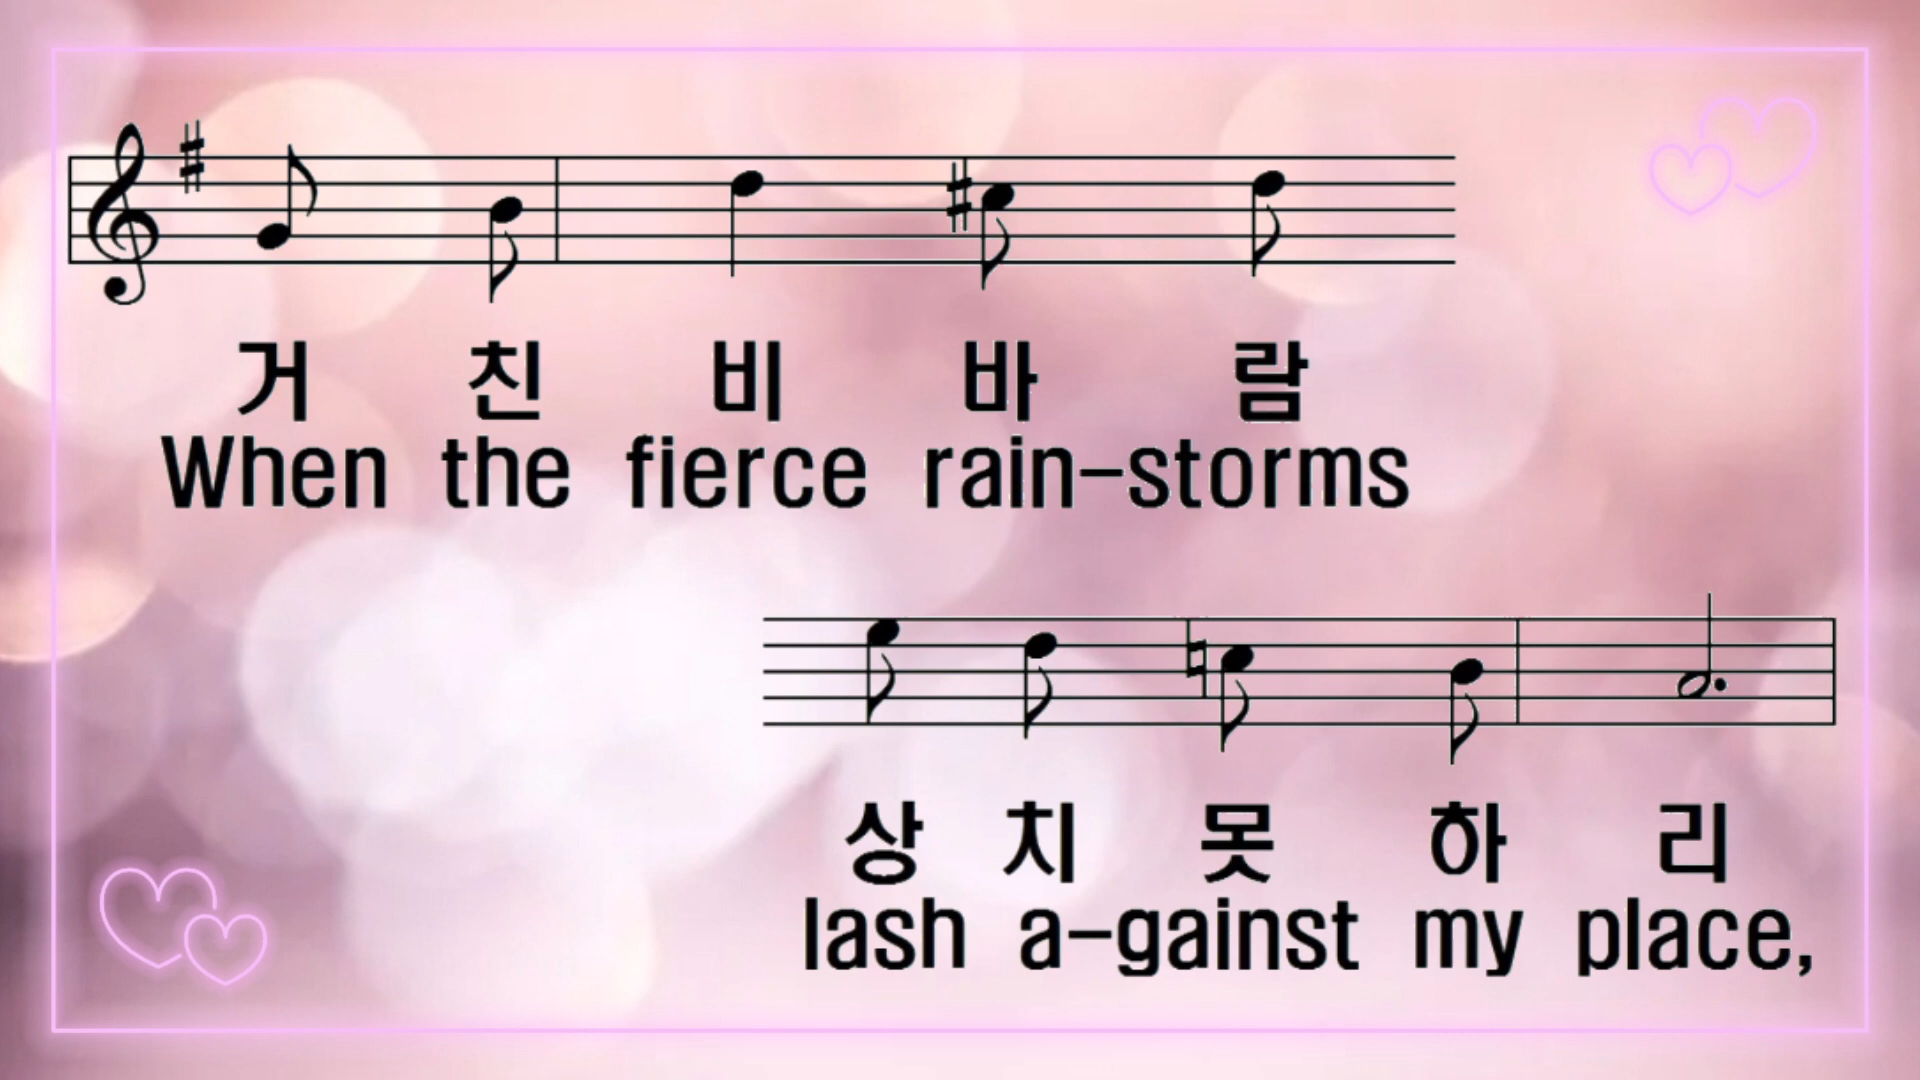 거 친 비 바 람
When the fierce rain-storms
상 치 못 하 리
lash a-gainst my place,